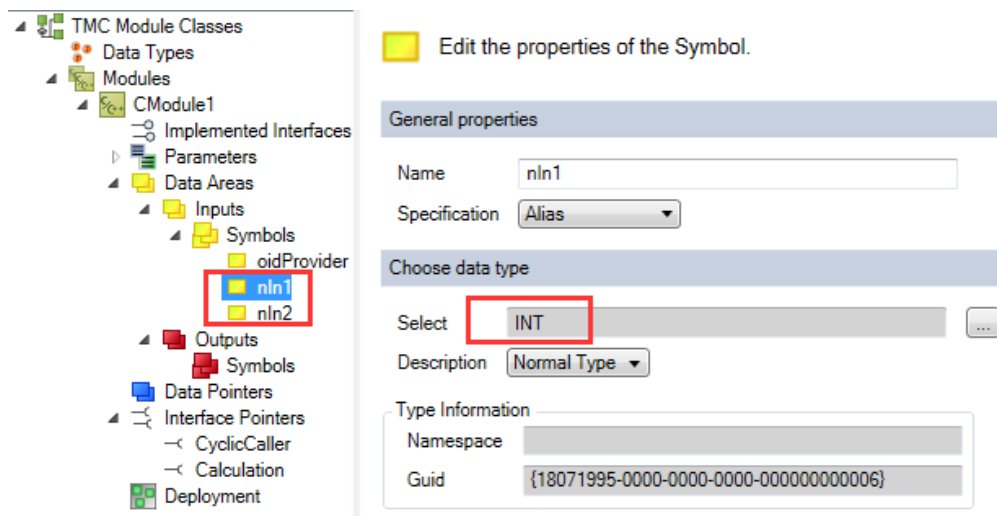 TMC Module Classes
Data Types
Modules
CModule1
Implemented Interfaces
Parameters
Data Areas
Inputs
Symbols
oidProvider
nIn1
nIn2
Outputs
Symbols
Data Pointers
Interface Pointers
CyclicCaller
Calculation
Deployment
Edit the properties of the Symbol.
General properties
Name nIn1
Specification Alias
Choose data type
Select INT ...
Description Normal Type
Type Information
Namespace
Guid {18071995-0000-0000-0000-000000000006}